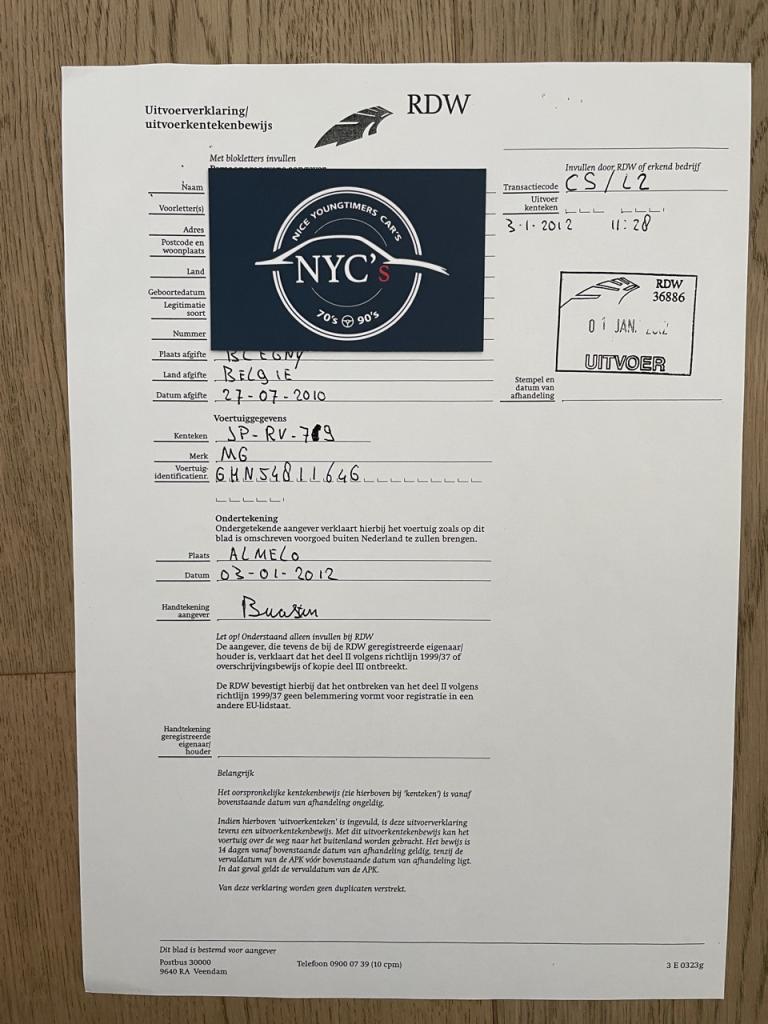 Uitvoerverklaring/
uitvoerkentekenbewijs
RDW
Met blokletters invullen
Naam
Voorletter(s)
Adres
Postcode en
woonplaats
Land
Geboortedatum
Legitimatie
soort
Nummer
NICE YOUNGTIMERS CAR'S
NYC's
70's 90's
Plaats afgifte BLEGNY
Land afgifte BELGIE
Datum afgifte 27-07-2010
Invullen door RDW of erkend bedrijf
Transactiecode CS/L2
Uitvoer
kenteken
3-1-2012 11:28
RDW
36886
01 JAN.
UITVOER
Stempel en
datum van
afhandeling
Voertuiggegevens
Kenteken
Merk MG
Voertuig-
identificatienr. GHN54811646
Ondertekening
Ondergetekende aangever verklaart hierbij het voertuig zoals op dit
blad is omschreven voorgoed buiten Nederland te zullen brengen.
Plaats ALMELO
Datum 03-01-2012
Handtekening
aangever
Let op! Onderstaand alleen invullen bij RDW
De aangever, die tevens de bij de RDW geregistreerde eigenaar/
houder is, verklaart dat het deel II volgens richtlijn 1999/37 of
overschrijvingsbewijs of kopie deel III ontbreekt.
De RDW bevestigt hierbij dat het ontbreken van het deel II volgens
richtlijn 1999/37 geen belemmering vormt voor registratie in een
andere EU-lidstaat.
Handtekening
geregistreerde
eigenaar/
houder
Belangrijk
Het oorspronkelijke kentekenbewijs (zie hierboven bij 'kenteken') is vanaf
bovenstaande datum van afhandeling ongeldig.
Indien hierboven 'uitvoerkenteken' is ingevuld, is deze uitvoerverklaring
tevens een uitvoerkentekenbewijs. Met dit uitvoerkentekenbewijs kan het
voertuig over de weg naar het buitenland worden gebracht. Het bewijs is
14 dagen vanaf bovenstaande datum van afhandeling geldig, tenzij de
vervaldatum van de APK vóór bovenstaande datum van afhandeling ligt.
In dat geval geldt de vervaldatum van de APK.
Van deze verklaring worden geen duplicaten verstrekt.
Dit blad is bestemd voor aangever
Postbus 30000
9640 RA Veendam
Telefoon 0900 07 39 (10 cpm)
3 E 0323g